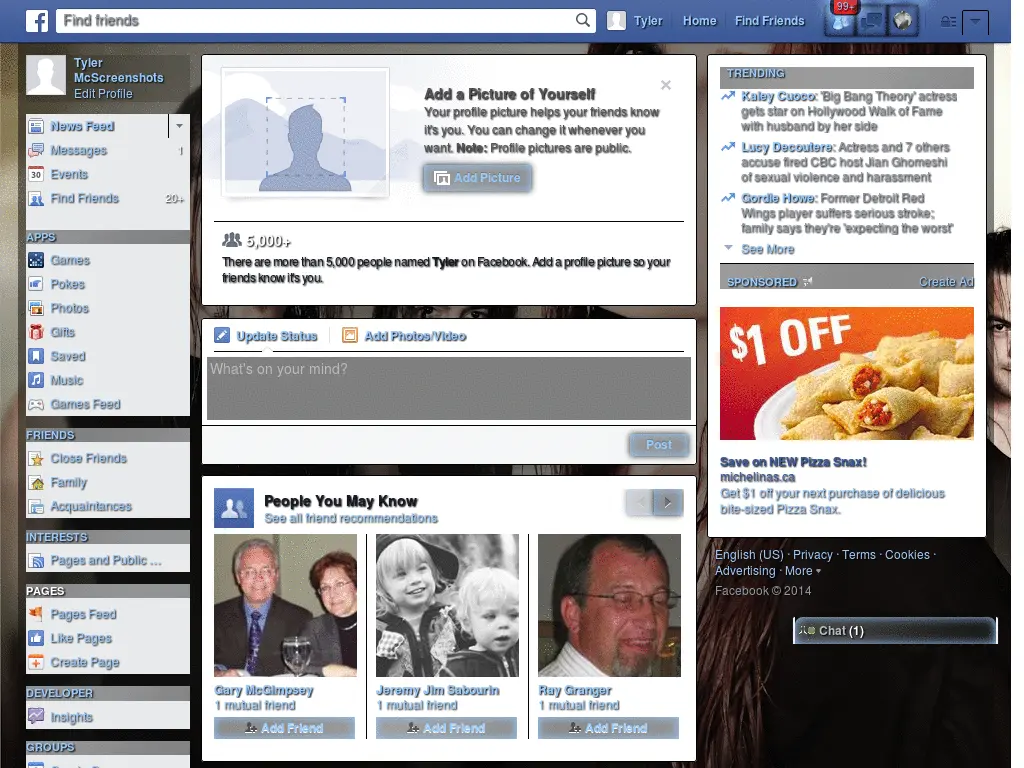 Find friends
Tyler
Home
Find Friends
99+
Tyler
McScreenshots
Edit Profile
News Feed
Messages 1
Events
30
Find Friends 20+
APPS
Games
Pokes
Photos
Gifts
Saved
Music
Games Feed
FRIENDS
Close Friends
Family
Acquaintances
INTERESTS
Pages and Public ...
PAGES
Pages Feed
Like Pages
Create Page
DEVELOPER
Insights
GROUPS
Add a Picture of Yourself
Your profile picture helps your friends know
it's you. You can change it whenever you
want. Note: Profile pictures are public.
Add Picture
5,000+
There are more than 5,000 people named Tyler on Facebook. Add a profile picture so your
friends know it's you.
Update Status
Add Photos/Video
What's on your mind?
Post
People You May Know
See all friend recommendations
Gary McGimpsey
1 mutual friend
Add Friend
Jeremy Jim Sabourin
1 mutual friend
Add Friend
Ray Granger
1 mutual friend
Add Friend
TRENDING
Kaley Cuoco: 'Big Bang Theory' actress
gets star on Hollywood Walk of Fame
with husband by her side
Lucy Decoutere: Actress and 7 others
accuse fired CBC host Jian Ghomeshi
of sexual violence and harassment
Gordie Howe: Former Detroit Red
Wings player suffers serious stroke;
family says they're 'expecting the worst'
See More
SPONSORED
Create Ad
$1 OFF
Save on NEW Pizza Snax!
michelinas.ca
Get $1 off your next purchase of delicious
bite-sized Pizza Snax.
English (US) · Privacy · Terms · Cookies ·
Advertising · More
Facebook © 2014
Chat (1)